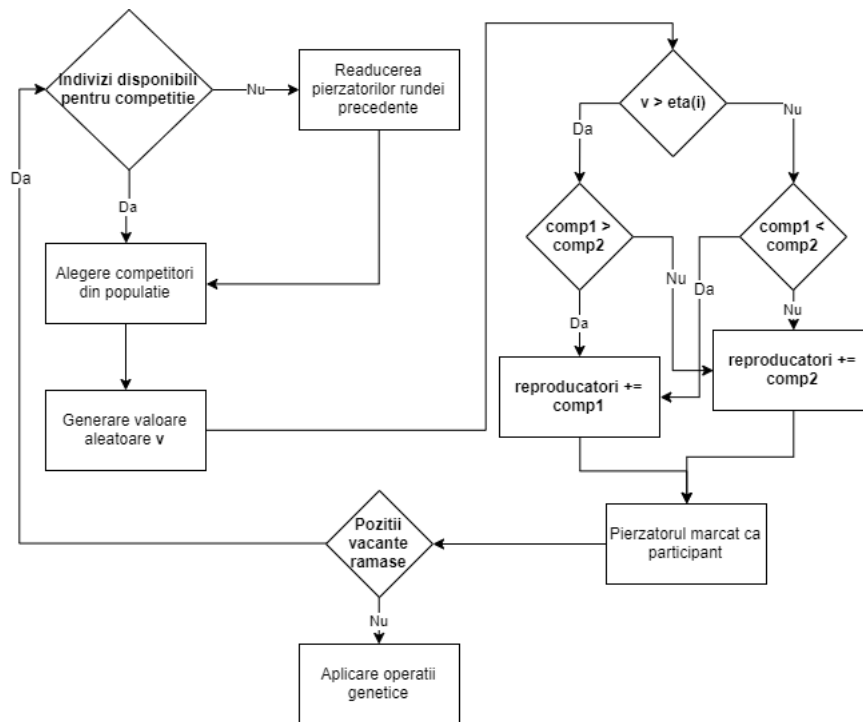 Indivizi disponibili
pentru competitie
Nu
Readucerea
pierzatorilor rundei
precedente
Da
Da
Alegere competitori
din populatie
Generare valoare
aleatoare v
v > eta(i)
Da
Nu
comp1 >
comp2
comp1 <
comp2
Nu
Da
Da
Nu
reproducatori +=
comp1
reproducatori +=
comp2
Pierzatorul marcat ca
participant
Pozitii
vacante
ramase
Nu
Aplicare operatii
genetice